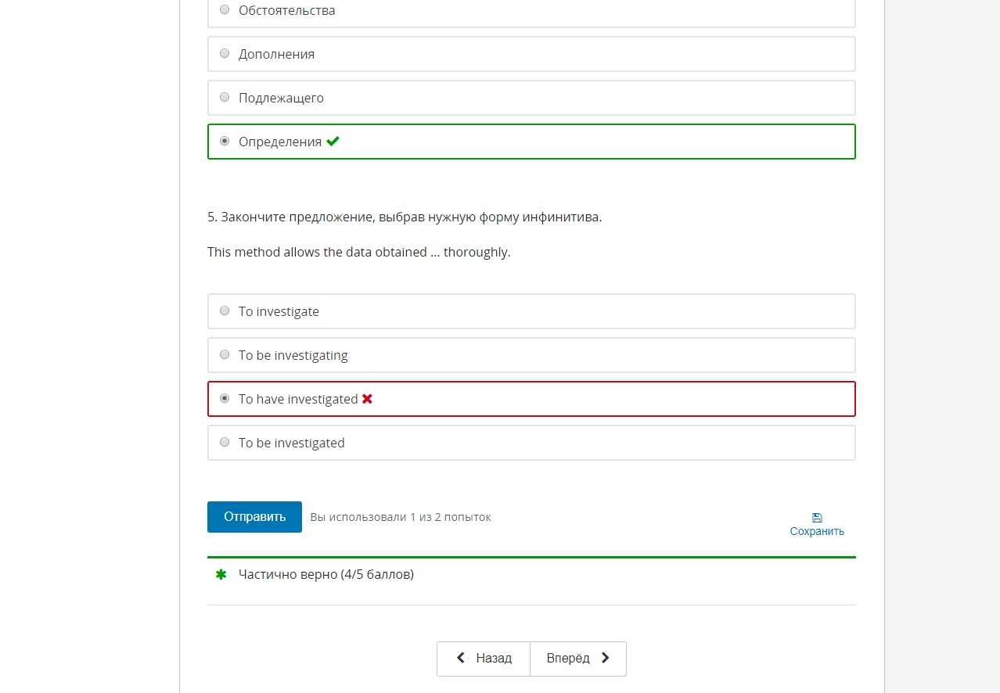 Обстоятельства
Дополнения
Подлежащего
Определения
5. Закончите предложение, выбрав нужную форму инфинитива.
This method allows the data obtained ... thoroughly.
To investigate
To be investigating
To have investigated
To be investigated
Отправить
Вы использовали 1 из 2 попыток
Сохранить
Частично верно (4/5 баллов)
Назад
Вперёд